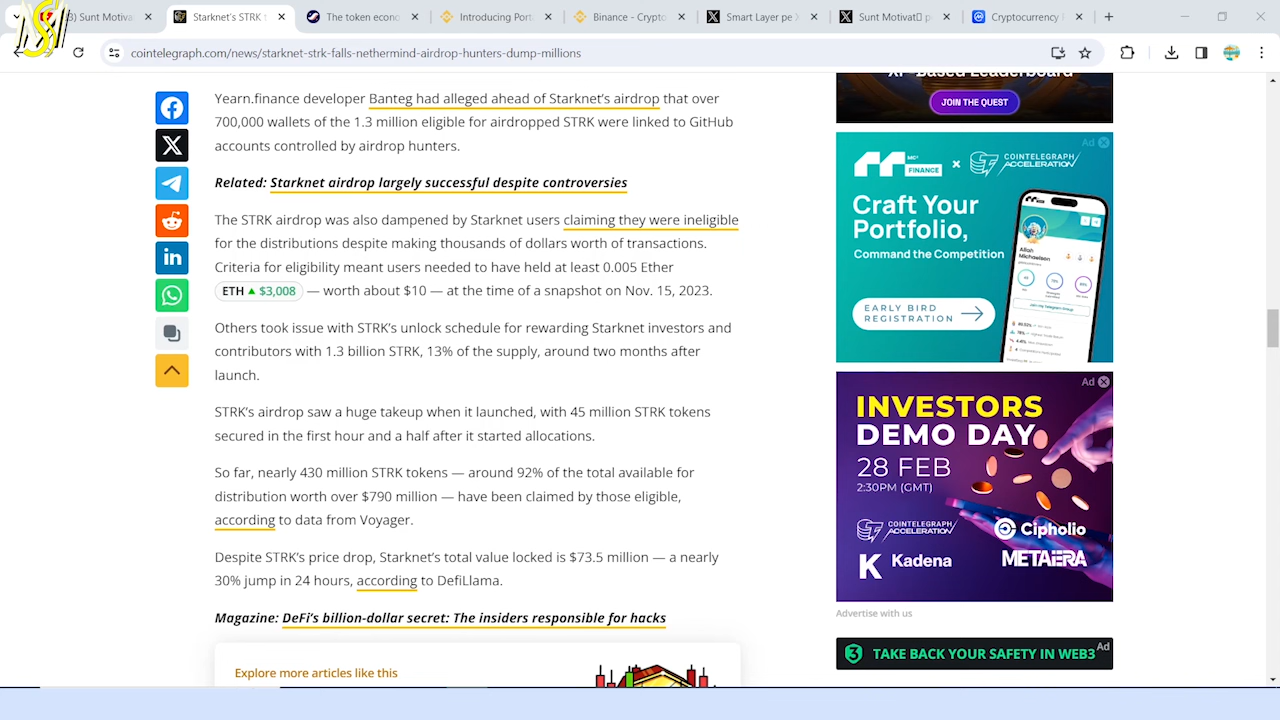 3) Sunt Motivat
Starknet's STRK t
The token econo
Introducing Port
Binance - Crypto
Smart Layer pe X
Sunt Motivat p
Cryptocurrency
cointelegraph.com/news/starknet-strk-falls-nethermind-airdrop-hunters-dump-millions
Yearn.finance developer Banteg had alleged ahead of Starknet's airdrop that over
700,000 wallets of the 1.3 million eligible for airdropped STRK were linked to GitHub
accounts controlled by airdrop hunters.
Related: Starknet airdrop largely successful despite controversies
The STRK airdrop was also dampened by Starknet users claiming they were ineligible
for the distribution despite making thousands of dollars worth of transactions.
Criteria for eligibility meant users needed to have held at least 0.005 Ether
ETH ▲ $3,008 — worth about $10 — at the time of a snapshot on Nov. 15, 2023.
Others took issue with STRK's unlock schedule for rewarding Starknet investors and
contributors with 1.3 billion STRK, 13% of the supply, around two months after
launch.
STRK's airdrop saw a huge takeup when it launched, with 45 million STRK tokens
secured in the first hour and a half after it started allocations.
So far, nearly 430 million STRK tokens — around 92% of the total available for
distribution worth over $790 million — have been claimed by those eligible,
according to data from Voyager.
Despite STRK's price drop, Starknet's total value locked is $73.5 million — a nearly
30% jump in 24 hours, according to DefiLlama.
Magazine: DeFi's billion-dollar secret: The insiders responsible for hacks
Explore more articles like this
XP-Based Leaderboard
JOIN THE QUEST
Ad
MC²
FINANCE
×
COINTELEGRAPH
ACCELERATION
Craft Your
Portfolio,
Command the Competition
EARLY BIRD
REGISTRATION
Ad
INVESTORS
DEMO DAY
28 FEB
2:30PM (GMT)
COINTELEGRAPH
ACCELERATION
Cipholio
K Kadena
METAERA
Advertise with us
TAKE BACK YOUR SAFETY IN WEB3
Ad